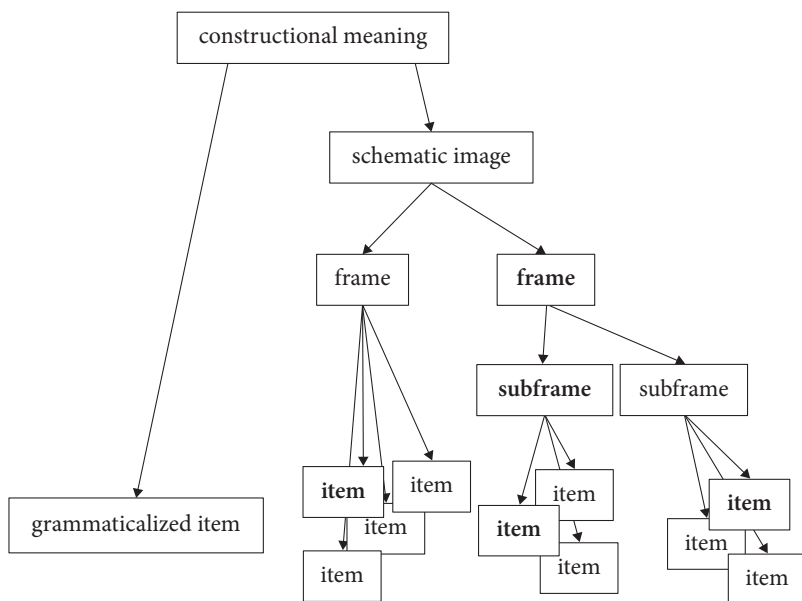 constructional meaning
schematic image
frame
frame
subframe
subframe
item
item
item
item
item
item
item
item
item
item
grammaticalized item